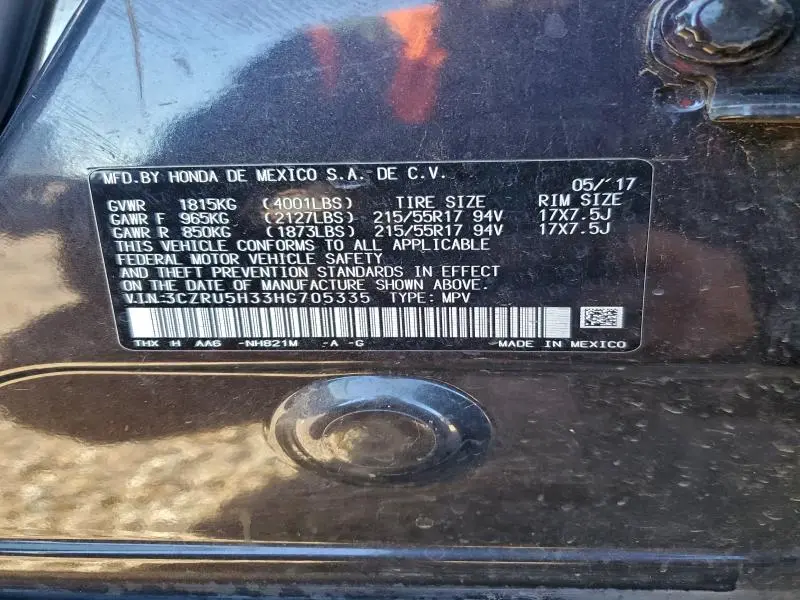 MFD.BY HONDA DE MEXICO S.A. DE C.V.
05/'17
GVWR 1815KG (4001LBS) TIRE SIZE RIM SIZE
GAWR F 965KG (2127LBS) 215/55R17 94V 17X7.5J
GAWR R 850KG (1873LBS) 215/55R17 94V 17X7.5J
THIS VEHICLE CONFORMS TO ALL APPLICABLE
FEDERAL MOTOR VEHICLE SAFETY
AND THEFT PREVENTION STANDARDS IN EFFECT
ON THE DATE OF MANUFACTURE SHOWN ABOVE.
V.I.N:3CZRU5H33HG705335 TYPE: MPV
THX H AAG -NH821M -A -G MADE IN MEXICO